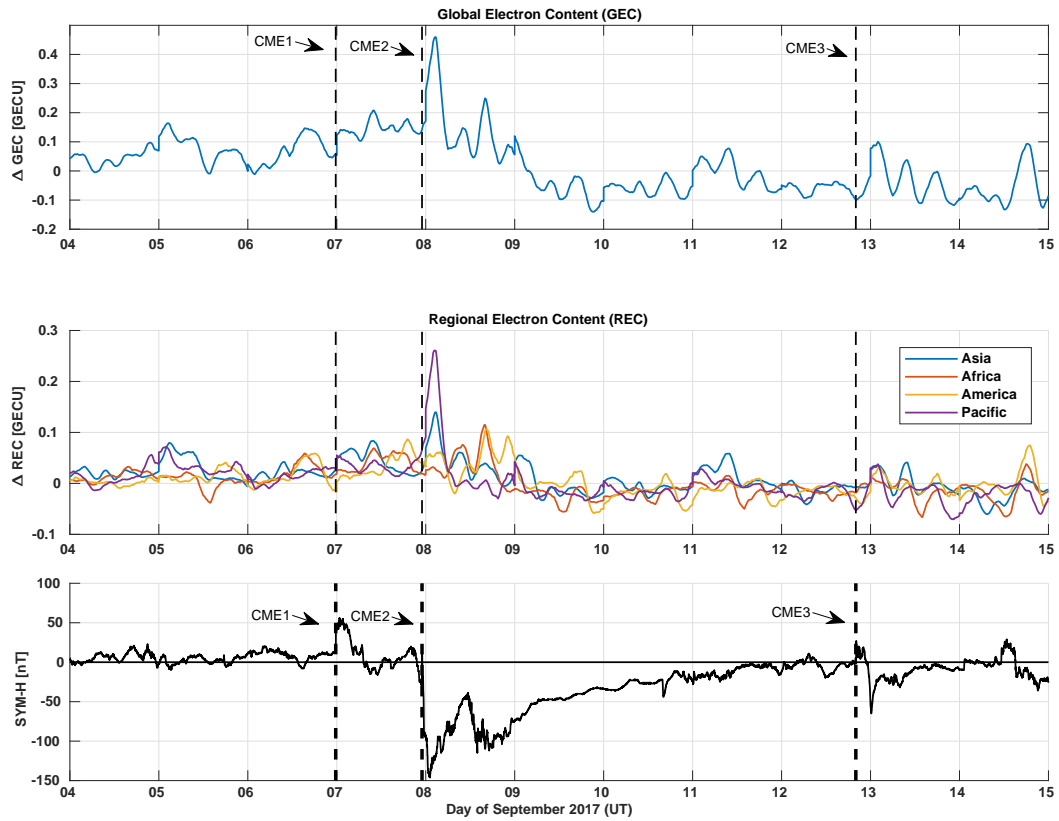 Global Electron Content (GEC)
CME1
CME2
CME3
Δ GEC [GECU]
0.4
0.3
0.2
0.1
0
-0.1
-0.2
04 05 06 07 08 09 10 11 12 13 14 15
Regional Electron Content (REC)
Δ REC [GECU]
0.3
0.2
0.1
0
-0.1
Asia
Africa
America
Pacific
04 05 06 07 08 09 10 11 12 13 14 15
CME1
CME2
CME3
SYM-H [nT]
100
50
0
-50
-100
-150
04 05 06 07 08 09 10 11 12 13 14 15
Day of September 2017 (UT)